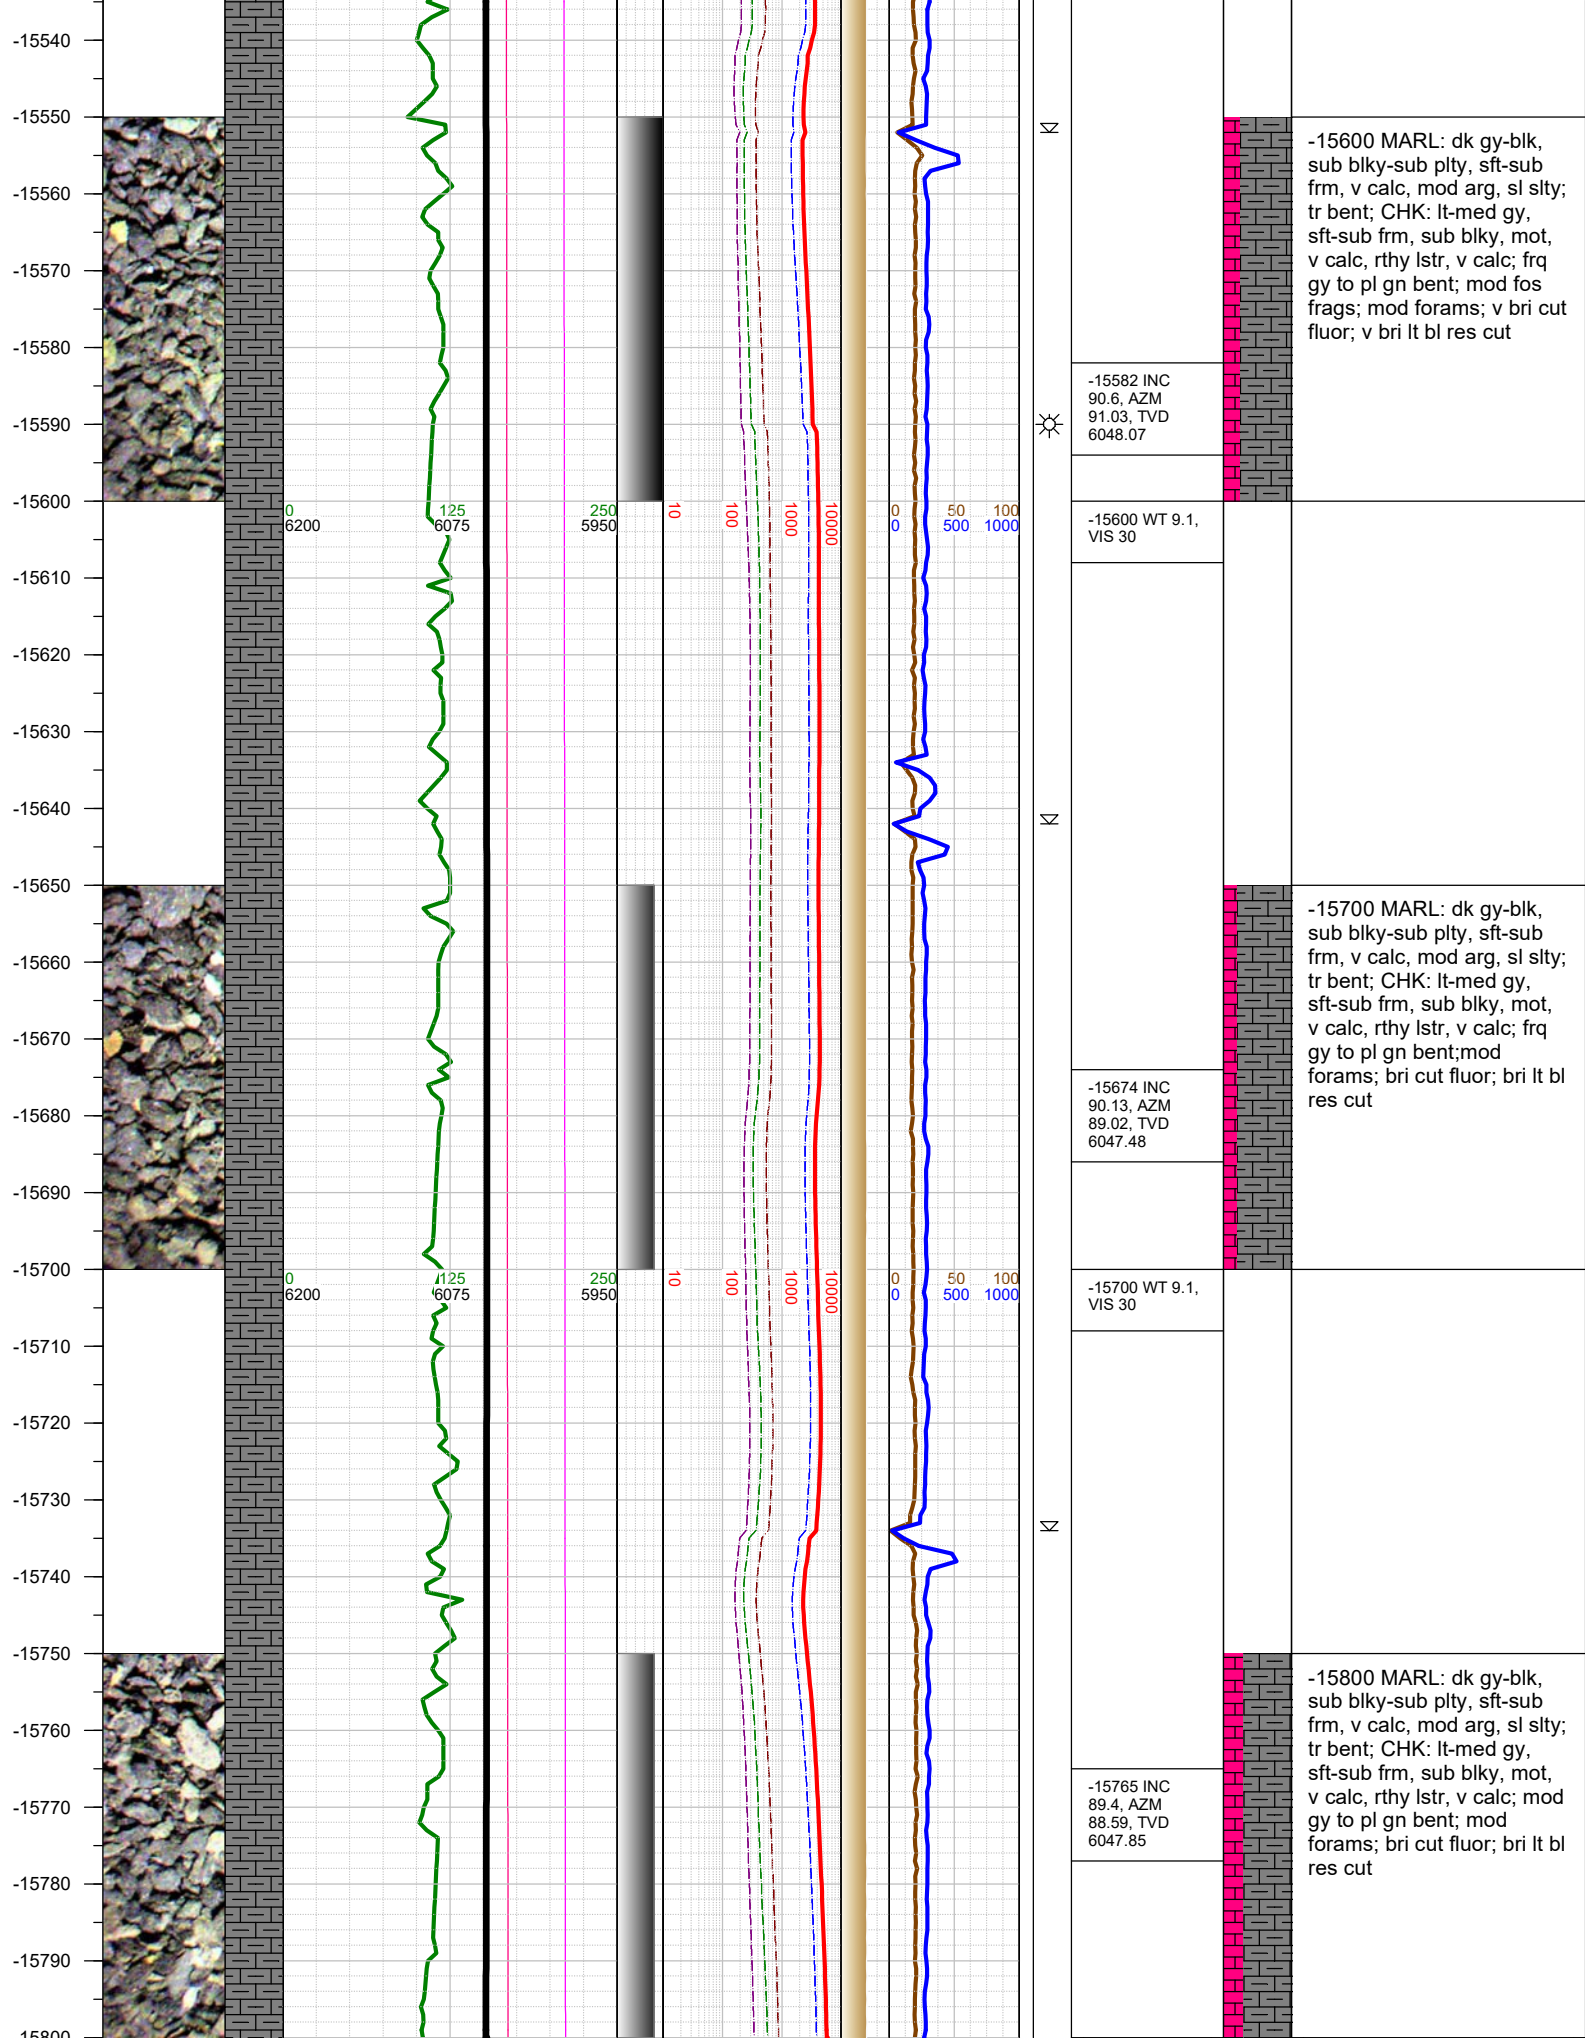 -15540
-15550
-15560
-15570
-15580
-15590
-15600
-15610
-15620
-15630
-15640
-15650
-15660
-15670
-15680
-15690
-15700
-15710
-15720
-15730
-15740
-15750
-15760
-15770
-15780
-15790
-15800
0 125 250
6200 6075 5950
10 100 1000 10000
0 50 100
0 500 1000
0 125 250
6200 6075 5950
10 100 1000 10000
0 50 100
0 500 1000
-15582 INC
90.6, AZM
91.03, TVD
6048.07
-15600 WT 9.1,
VIS 30
-15674 INC
90.13, AZM
89.02, TVD
6047.48
-15700 WT 9.1,
VIS 30
-15765 INC
89.4, AZM
88.59, TVD
6047.85
-15600 MARL: dk gy-blk,
sub blky-sub plty, sft-sub
frm, v calc, mod arg, sl slty;
tr bent; CHK: lt-med gy,
sft-sub frm, sub blky, mot,
v calc, rthy lstr, v calc; frq
gy to pl gn bent; mod fos
frags; mod forams; v bri cut
fluor; v bri lt bl res cut
-15700 MARL: dk gy-blk,
sub blky-sub plty, sft-sub
frm, v calc, mod arg, sl slty;
tr bent; CHK: lt-med gy,
sft-sub frm, sub blky, mot,
v calc, rthy lstr, v calc; frq
gy to pl gn bent;mod
forams; bri cut fluor; bri lt bl
res cut
-15800 MARL: dk gy-blk,
sub blky-sub plty, sft-sub
frm, v calc, mod arg, sl slty;
tr bent; CHK: lt-med gy,
sft-sub frm, sub blky, mot,
v calc, rthy lstr, v calc; mod
gy to pl gn bent; mod
forams; bri cut fluor; bri lt bl
res cut